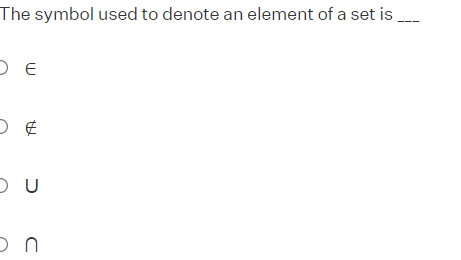 The symbol used to denote an element of a set is ___
∈
∉
∪
∩